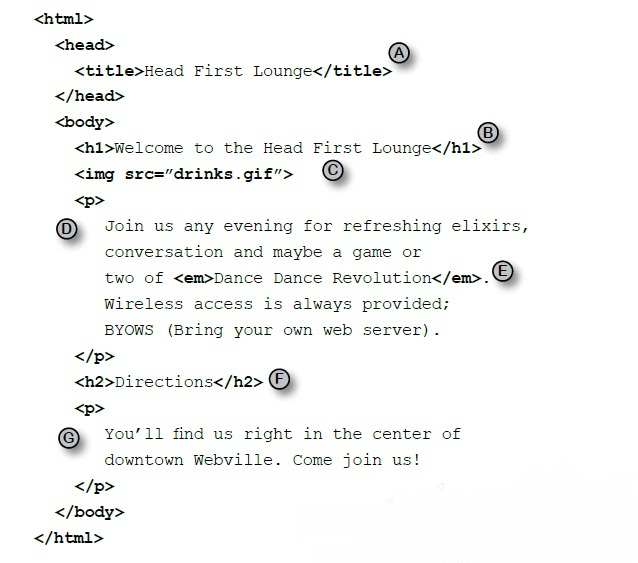 <html>
<head>
<title>Head First Lounge</title> A
</head>
<body>
<h1>Welcome to the Head First Lounge</h1> B
<img src=”drinks.gif”> C
<p>
D Join us any evening for refreshing elixirs,
conversation and maybe a game or
two of <em>Dance Dance Revolution</em>. E
Wireless access is always provided;
BYOWS (Bring your own web server).
</p>
<h2>Directions</h2> F
<p>
G You’ll find us right in the center of
downtown Webville. Come join us!
</p>
</body>
</html>